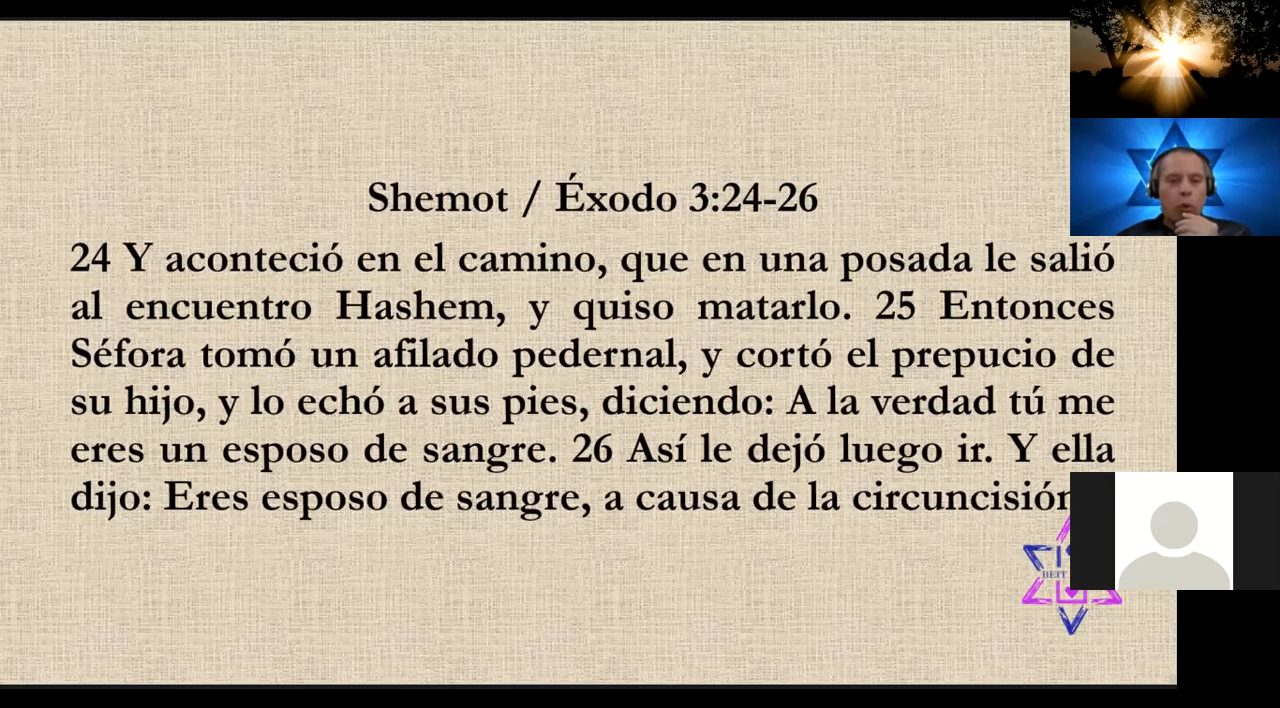 Shemot / Éxodo 3:24-26
24 Y aconteció en el camino, que en una posada le salió
al encuentro Hashem, y quiso matarlo. 25 Entonces
Séfora tomó un afilado pedernal, y cortó el prepucio de
su hijo, y lo echó a sus pies, diciendo: A la verdad tú me
eres un esposo de sangre. 26 Así le dejó luego ir. Y ella
dijo: Eres esposo de sangre, a causa de la circuncisión
BEIT